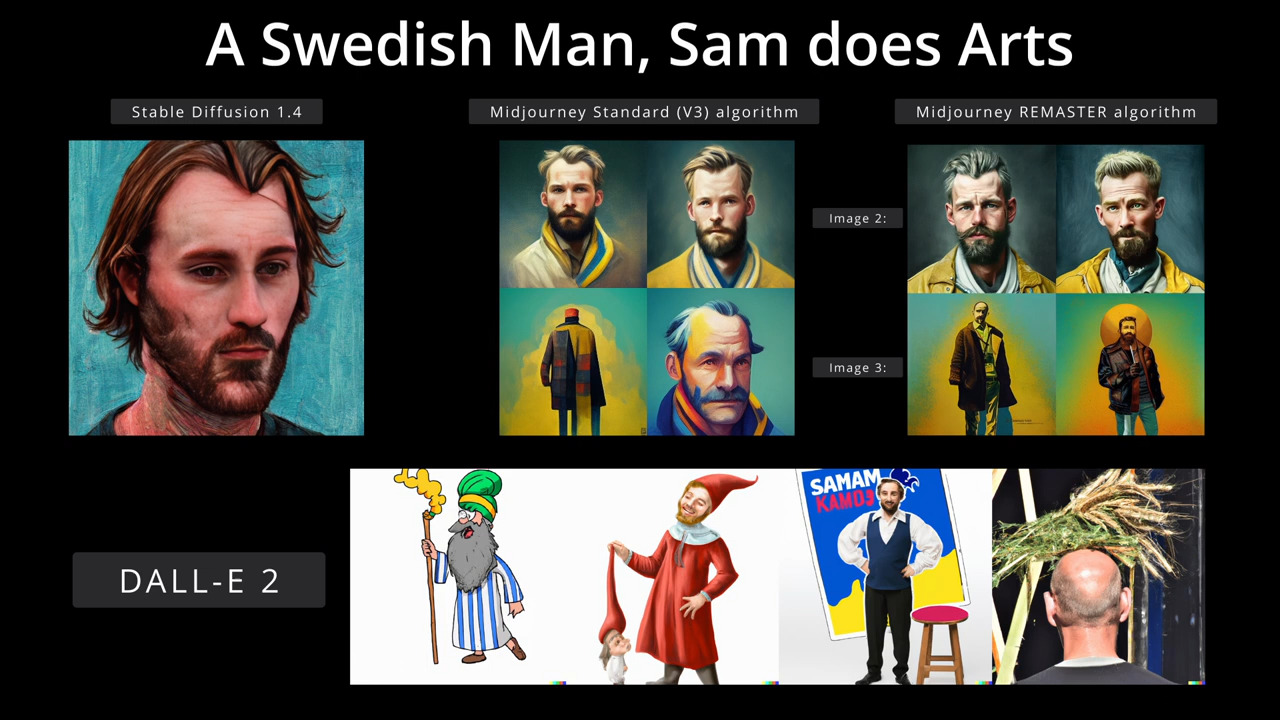 A Swedish Man, Sam does Arts
Stable Diffusion 1.4
Midjourney Standard (V3) algorithm
Midjourney REMASTER algorithm
Image 2:
Image 3:
DALL-E 2
SAMAM
KAMO